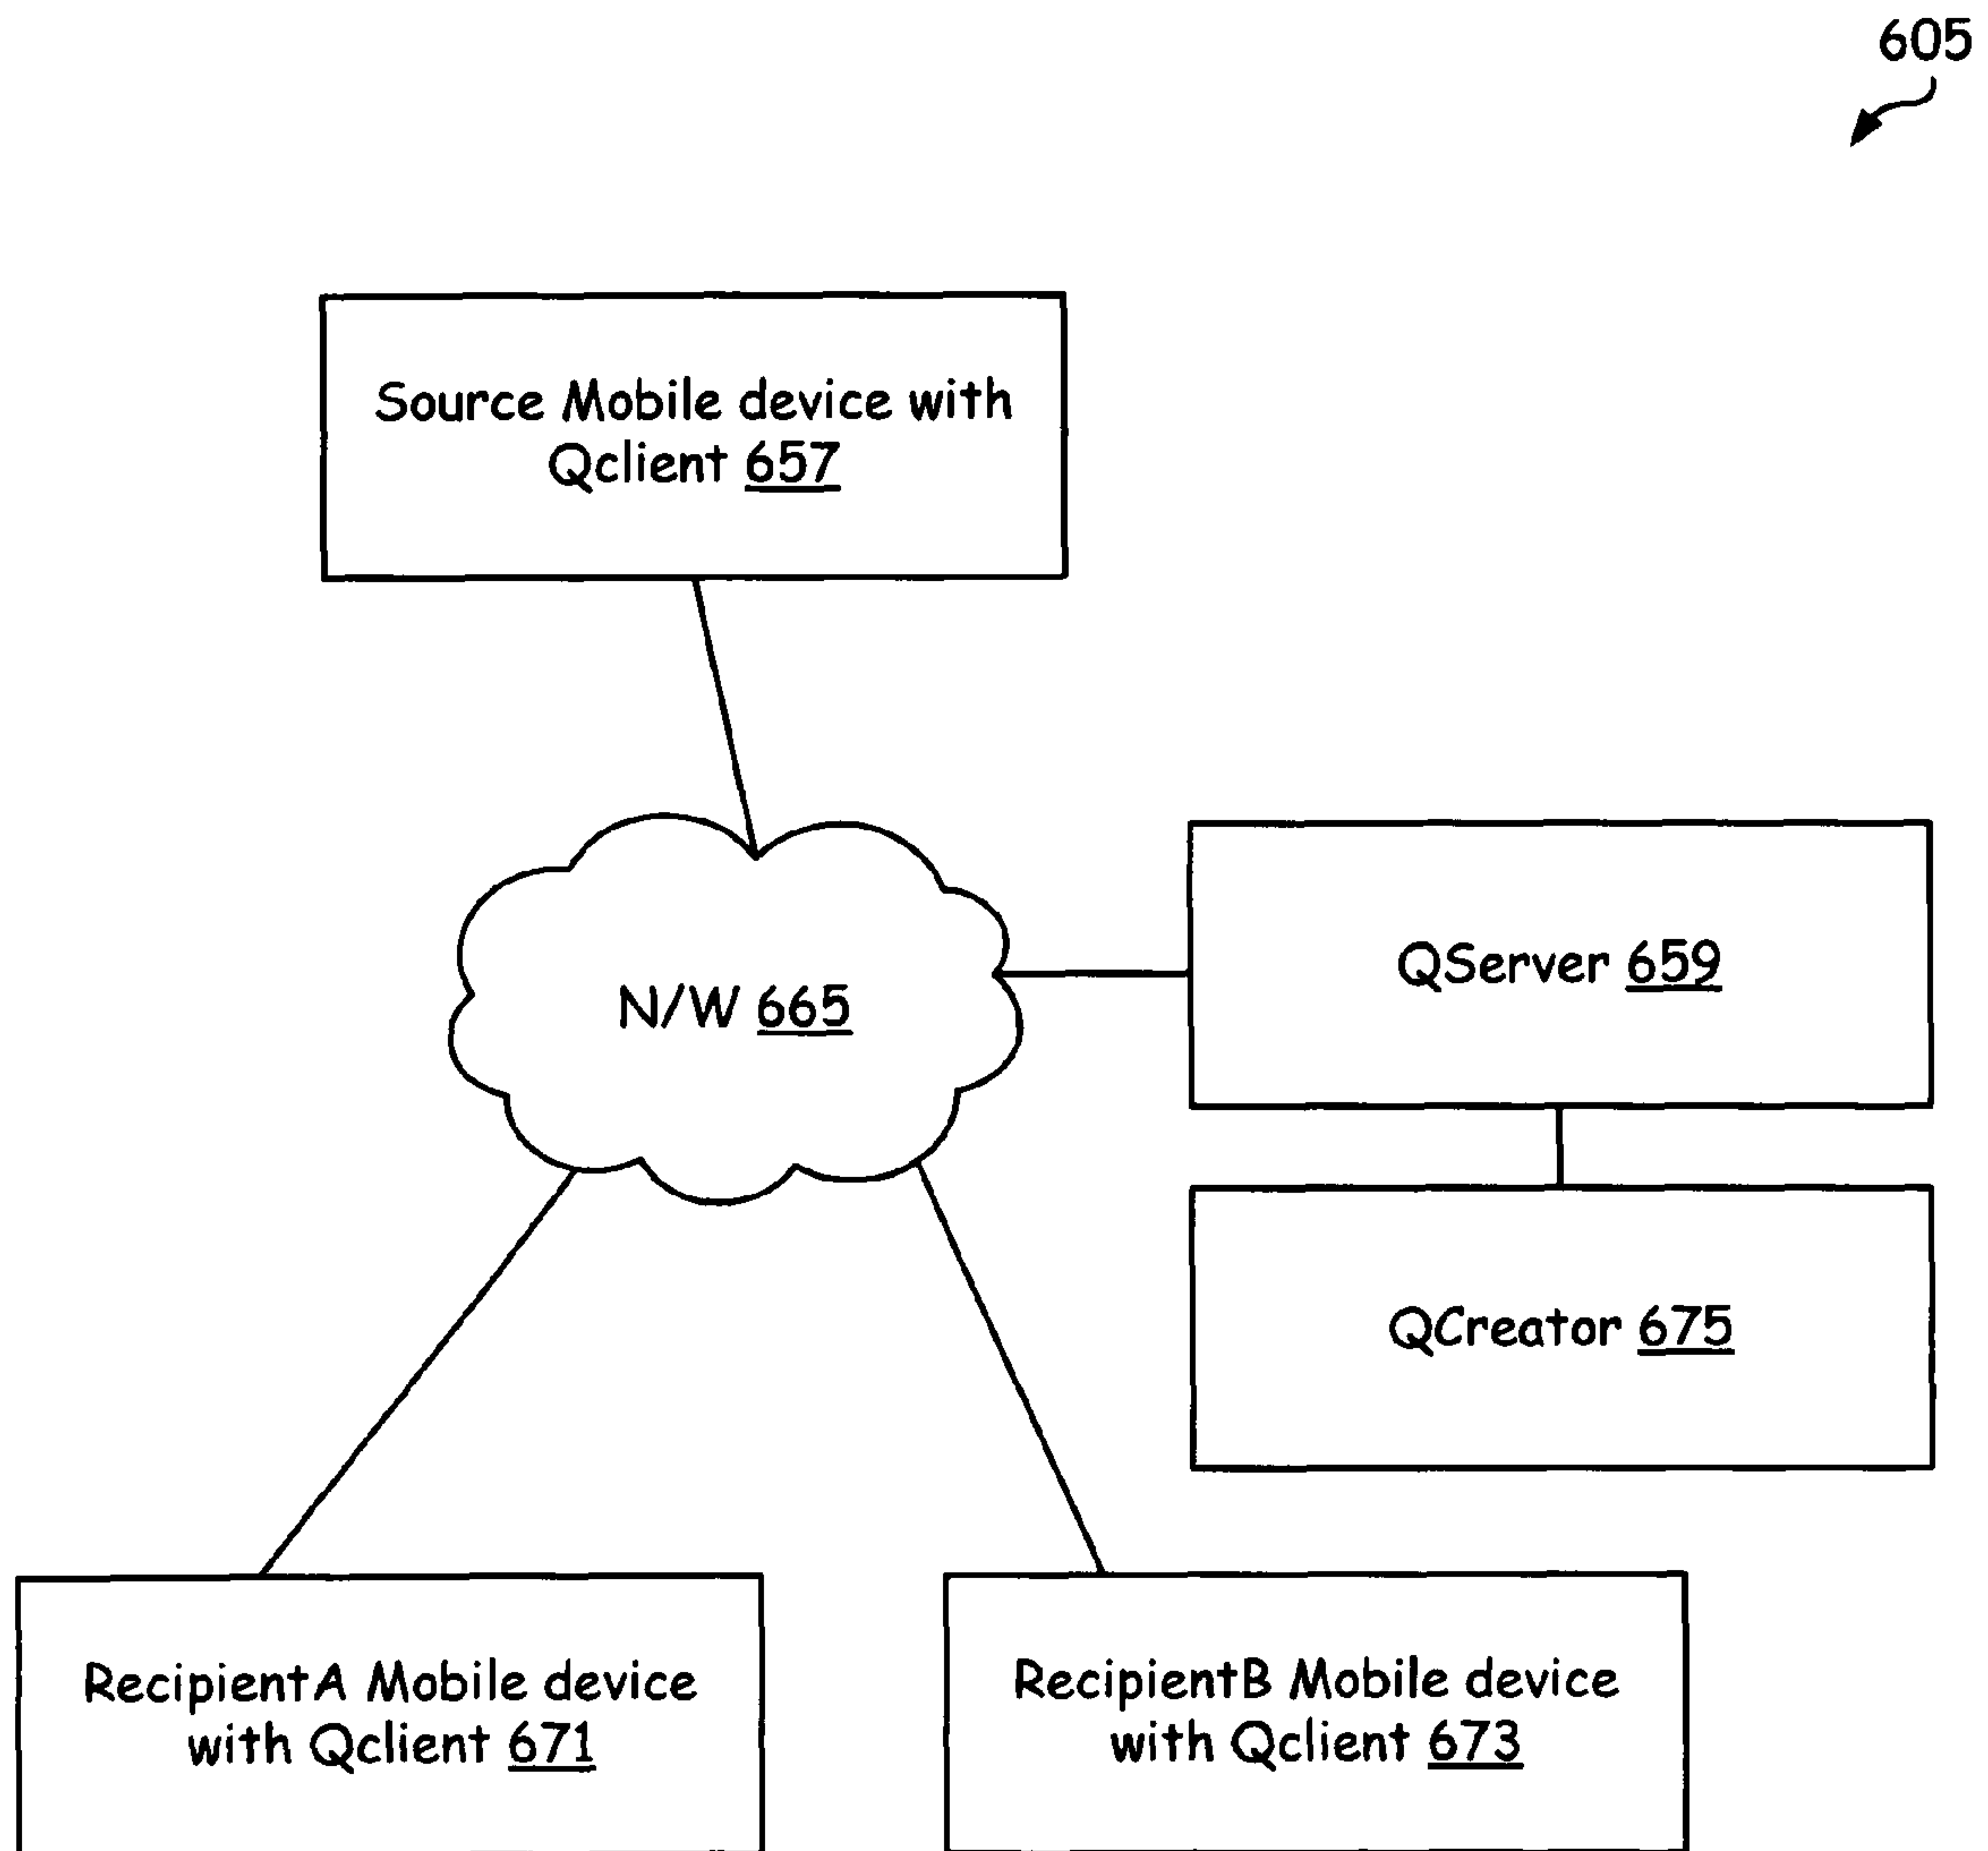 605
Source Mobile device with
Qclient 657
N/W 665
QServer 659
QCreator 675
RecipientA Mobile device
with Qclient 671
RecipientB Mobile device
with Qclient 673